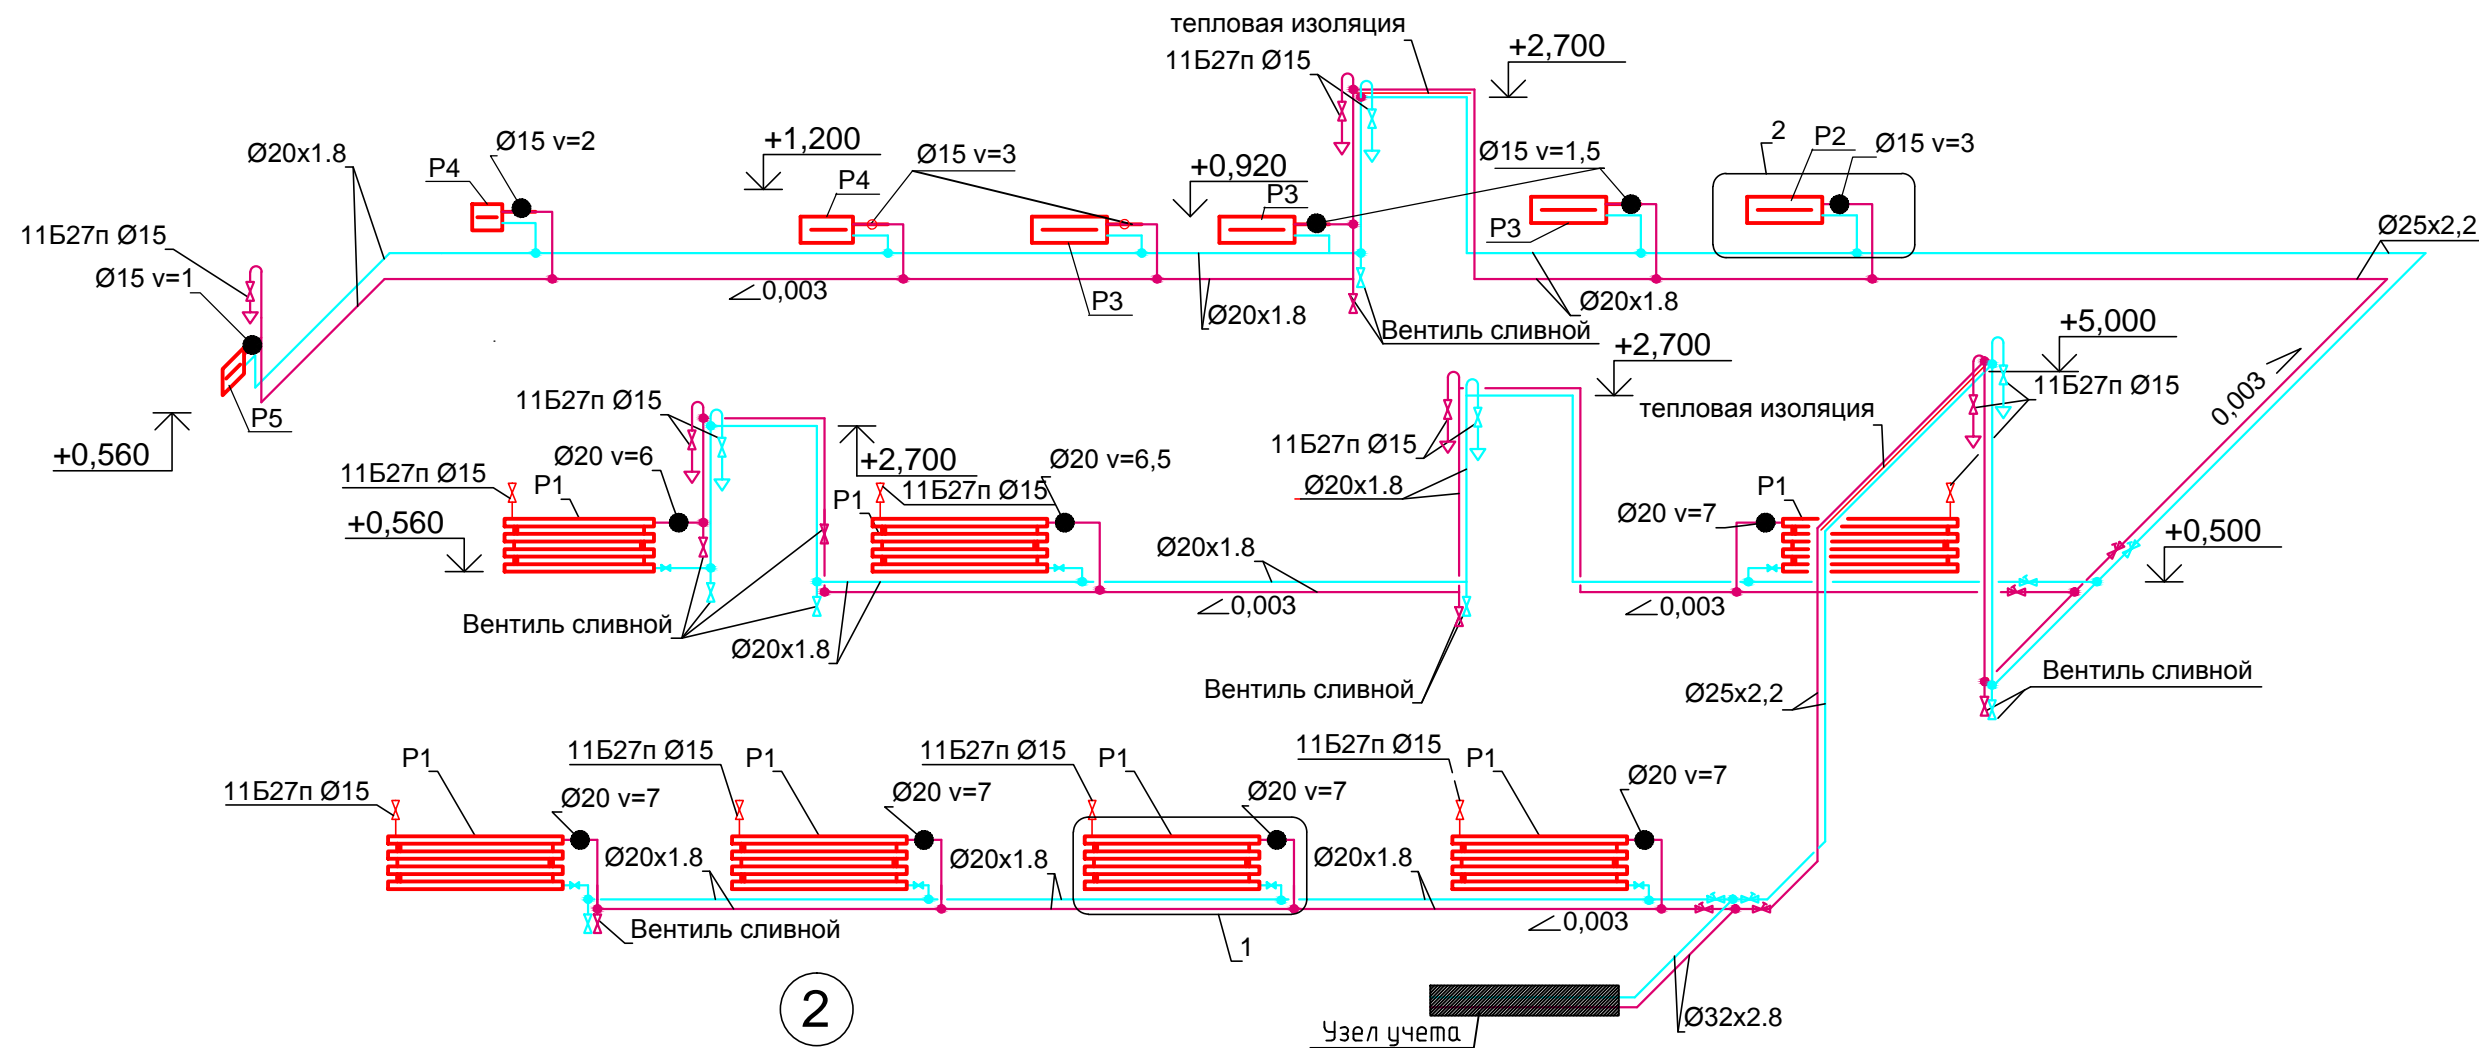 тепловая изоляция
11Б27п Ø15
+2,700
Ø20x1.8
P4
Ø15 v=2
+1,200
P4
Ø15 v=3
+0,920
P3
Ø15 v=1,5
P3
2
P2
Ø15 v=3
Ø25x2,2
11Б27п Ø15
Ø15 v=1
0,003
P3
Ø20x1.8
Вентиль сливной
Ø20x1.8
P5
+0,560
+2,700
+5,000
11Б27п Ø15
тепловая изоляция
0,003
11Б27п Ø15
11Б27п Ø15
P1
Ø20 v=6
+2,700
11Б27п Ø15
P1
Ø20 v=6,5
11Б27п Ø15
Ø20x1.8
P1
Ø20 v=7
+0,560
+0,500
Ø20x1.8
0,003
0,003
Вентиль сливной
Ø20x1.8
Вентиль сливной
Ø25x2,2
Вентиль сливной
11Б27п Ø15
P1
Ø20 v=7
11Б27п Ø15
P1
Ø20 v=7
11Б27п Ø15
P1
Ø20 v=7
11Б27п Ø15
P1
Ø20 v=7
Ø20x1.8
Ø20x1.8
Ø20x1.8
Вентиль сливной
0,003
1
2
Узел учета
Ø32x2.8